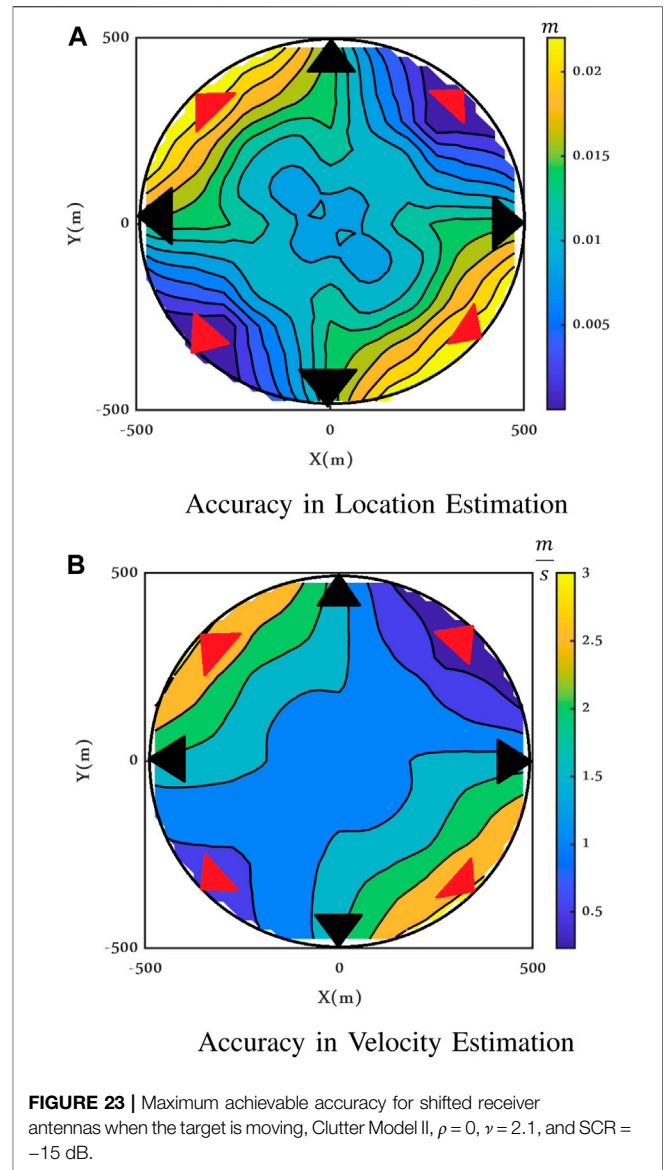 A
m
500
0
-500
Y(m)
-500
0
500
X(m)
0.02
0.015
0.01
0.005
Accuracy in Location Estimation
B
m
s
500
0
-500
Y(m)
-500
0
500
X(m)
3
2.5
2
1.5
1
0.5
Accuracy in Velocity Estimation
FIGURE 23 | Maximum achievable accuracy for shifted receiver
antennas when the target is moving, Clutter Model II, ρ = 0, ν = 2.1, and SCR =
−15 dB.